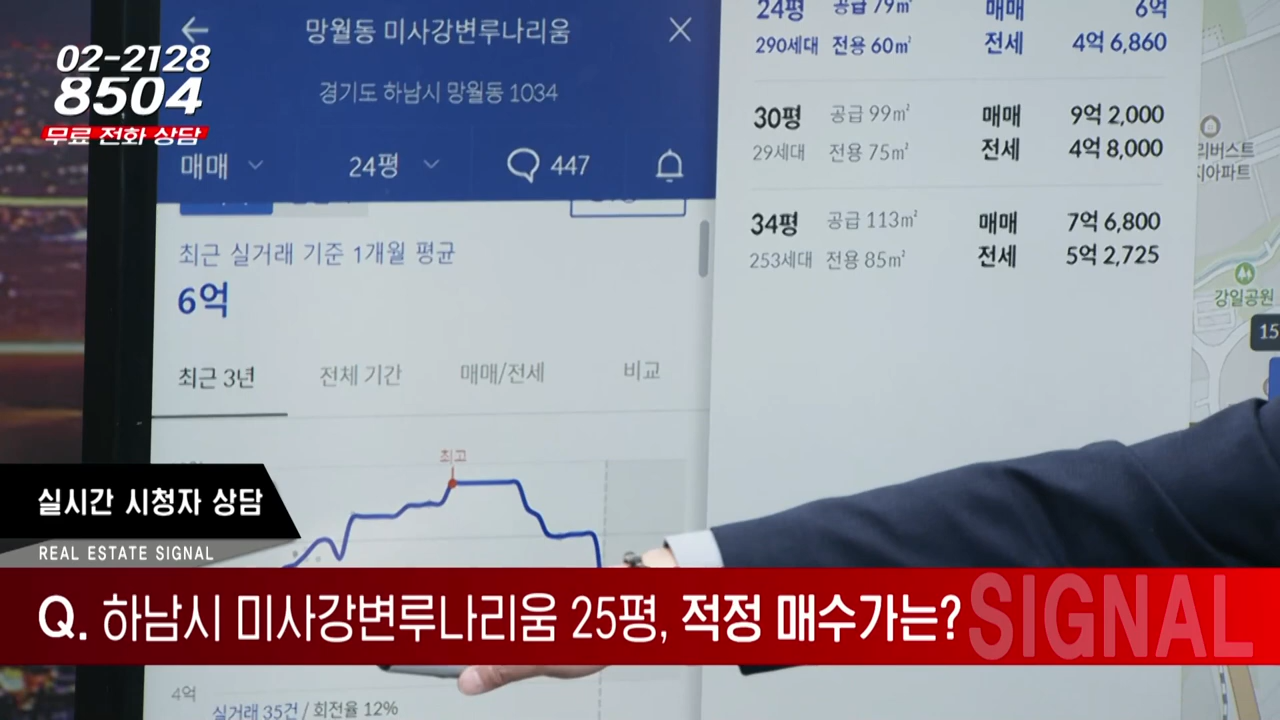 02-2128
8504
무료 전화 상담
망월동 미사강변루나리움
경기도 하남시 망월동 1034
매매
24평
447
최근 실거래 기준 1개월 평균
6억
최근 3년
전체 기간
매매/전세
비교
최고
4억
실거래 35건 / 회전율 12%
24평 공급 79㎡ 매매 6억
290세대 전용 60㎡ 전세 4억 6,860
30평 공급 99㎡ 매매 9억 2,000
29세대 전용 75㎡ 전세 4억 8,000
34평 공급 113㎡ 매매 7억 6,800
253세대 전용 85㎡ 전세 5억 2,725
리버스트
지아파트
강일공원
15
실시간 시청자 상담
REAL ESTATE SIGNAL
Q. 하남시 미사강변루나리움 25평, 적정 매수가는?
SIGNAL